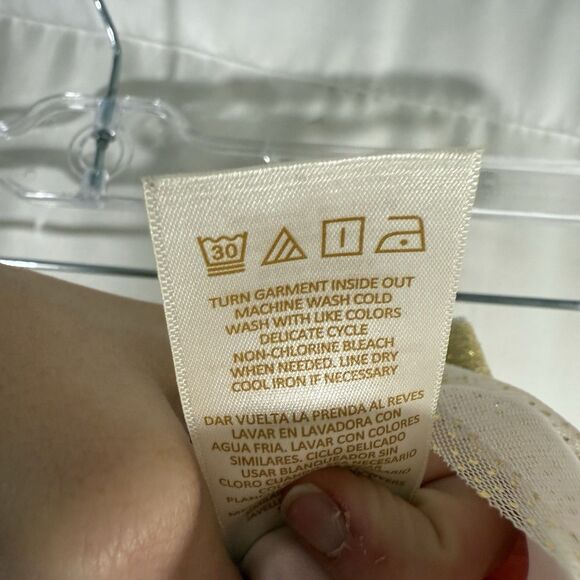 30
TURN GARMENT INSIDE OUT
MACHINE WASH COLD
WASH WITH LIKE COLORS
DELICATE CYCLE
NON-CHLORINE BLEACH
WHEN NEEDED. LINE DRY
COOL IRON IF NECESSARY
DAR VUELTA LA PRENDA AL REVES
LAVAR EN LAVADORA CON
AGUA FRIA. LAVAR CON COLORES
SIMILARES. CICLO DELICADO
USAR BLANQUEADOR SIN
CLORO CUANDO NECESARIO